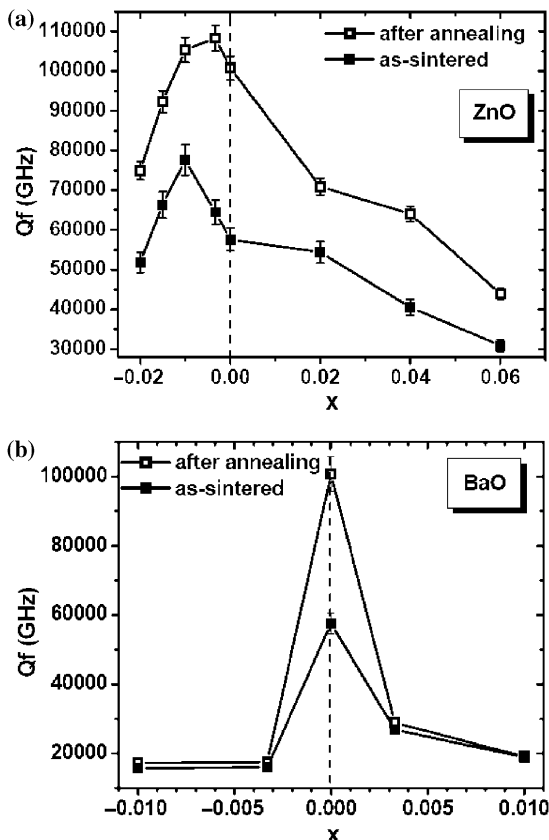 (a)
110000
100000
90000
80000
70000
60000
50000
40000
30000
Qf (GHz)
after annealing
as-sintered
ZnO
−0.02 0.00 0.02 0.04 0.06
X
(b)
100000
80000
60000
40000
20000
Qf (GHz)
after annealing
as-sintered
BaO
−0.010 −0.005 0.000 0.005 0.010
X